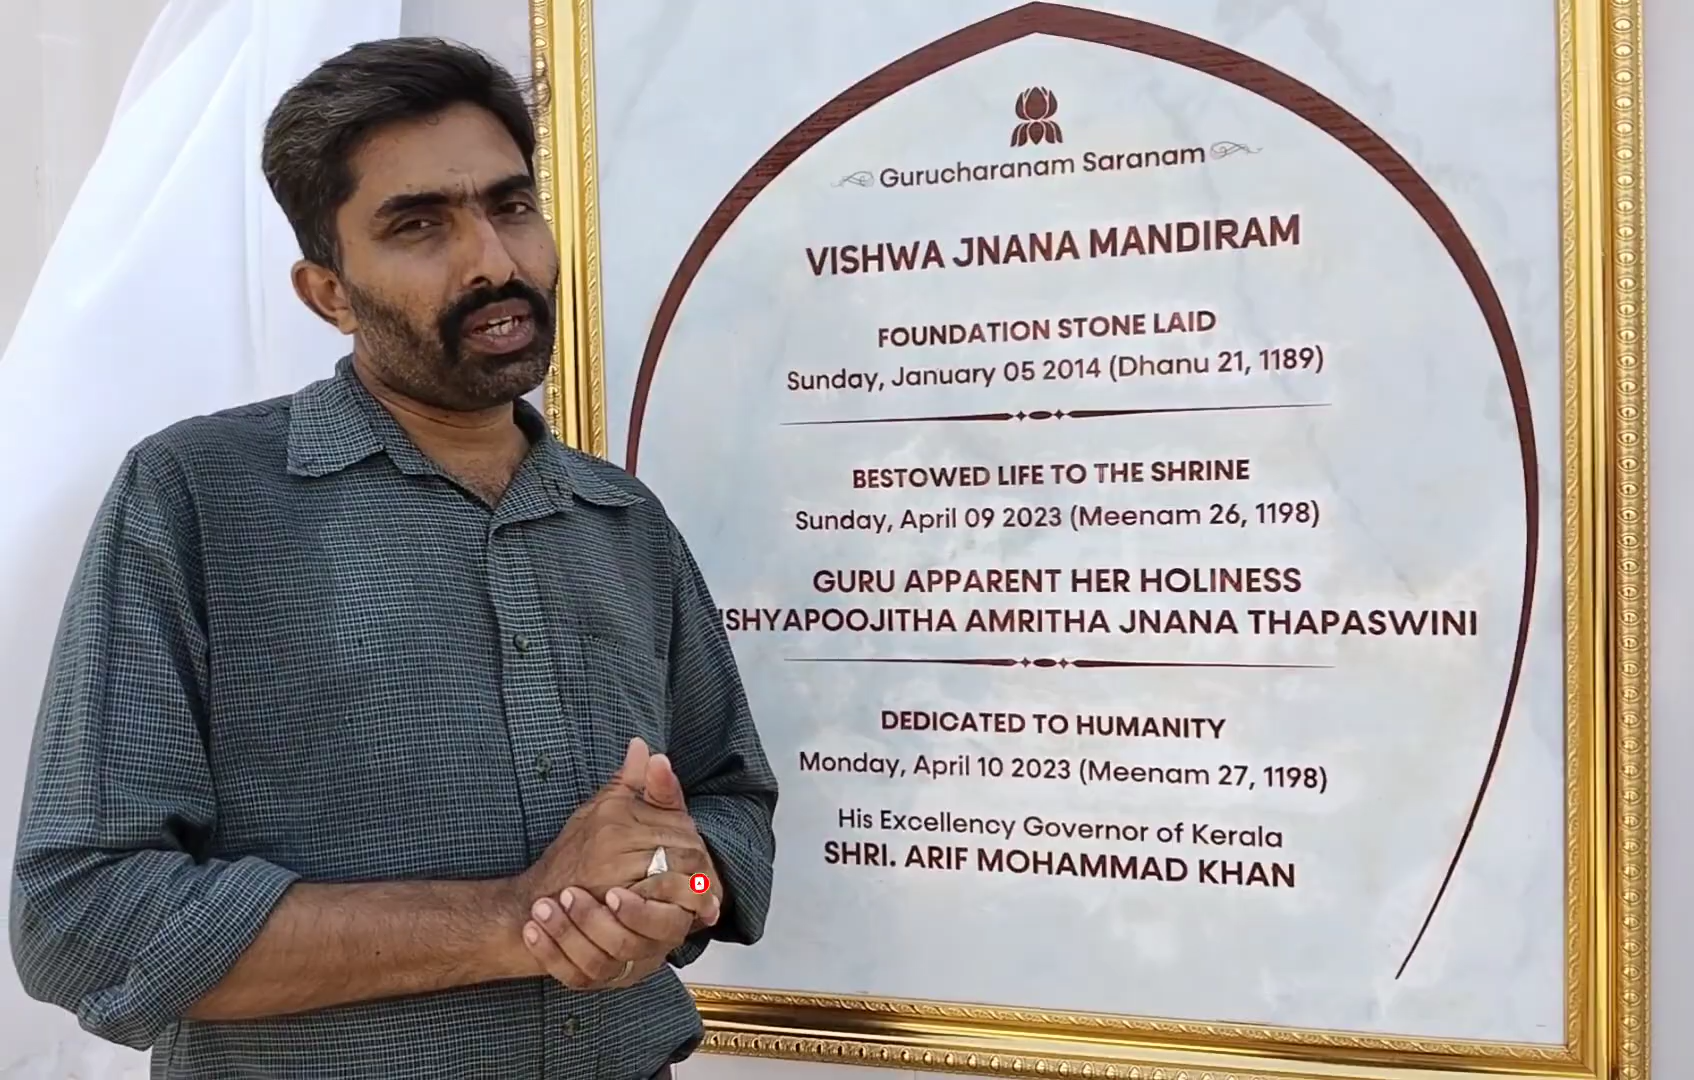 Gurucharanam Saranam
VISHWA JNANA MANDIRAM
FOUNDATION STONE LAID
Sunday, January 05 2014 (Dhanu 21, 1189)
BESTOWED LIFE TO THE SHRINE
Sunday, April 09 2023 (Meenam 26, 1198)
GURU APPARENT HER HOLINESS
SHYAPOOJITHA AMRITHA JNANA THAPASWINI
DEDICATED TO HUMANITY
Monday, April 10 2023 (Meenam 27, 1198)
His Excellency Governor of Kerala
SHRI. ARIF MOHAMMAD KHAN